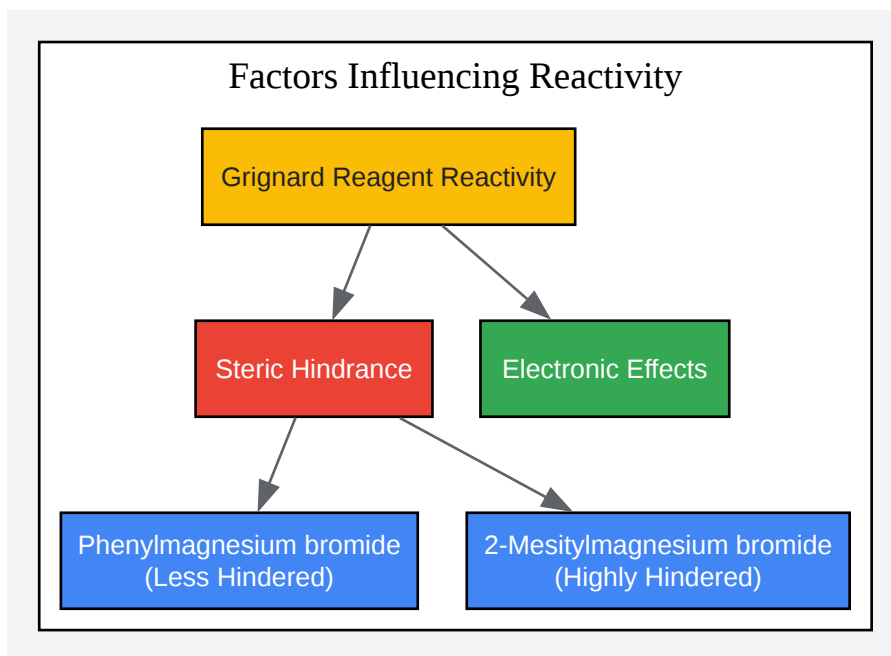 Factors Influencing Reactivity
Grignard Reagent Reactivity
Steric Hindrance
Electronic Effects
Phenylmagnesium bromide
(Less Hindered)
2-Mesitylmagnesium bromide
(Highly Hindered)